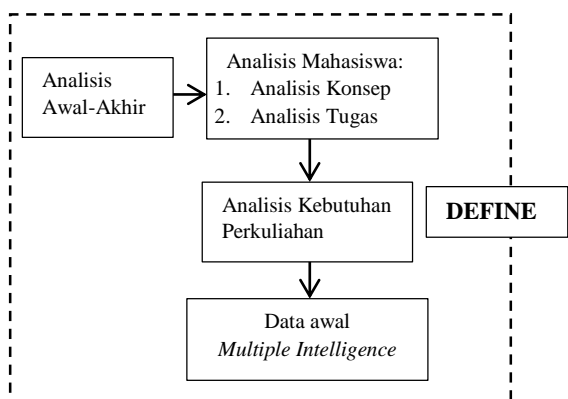 Analisis
Awal-Akhir
Analisis Mahasiswa:
1. Analisis Konsep
2. Analisis Tugas
Analisis Kebutuhan
Perkuliahan
DEFINE
Data awal
Multiple Intelligence